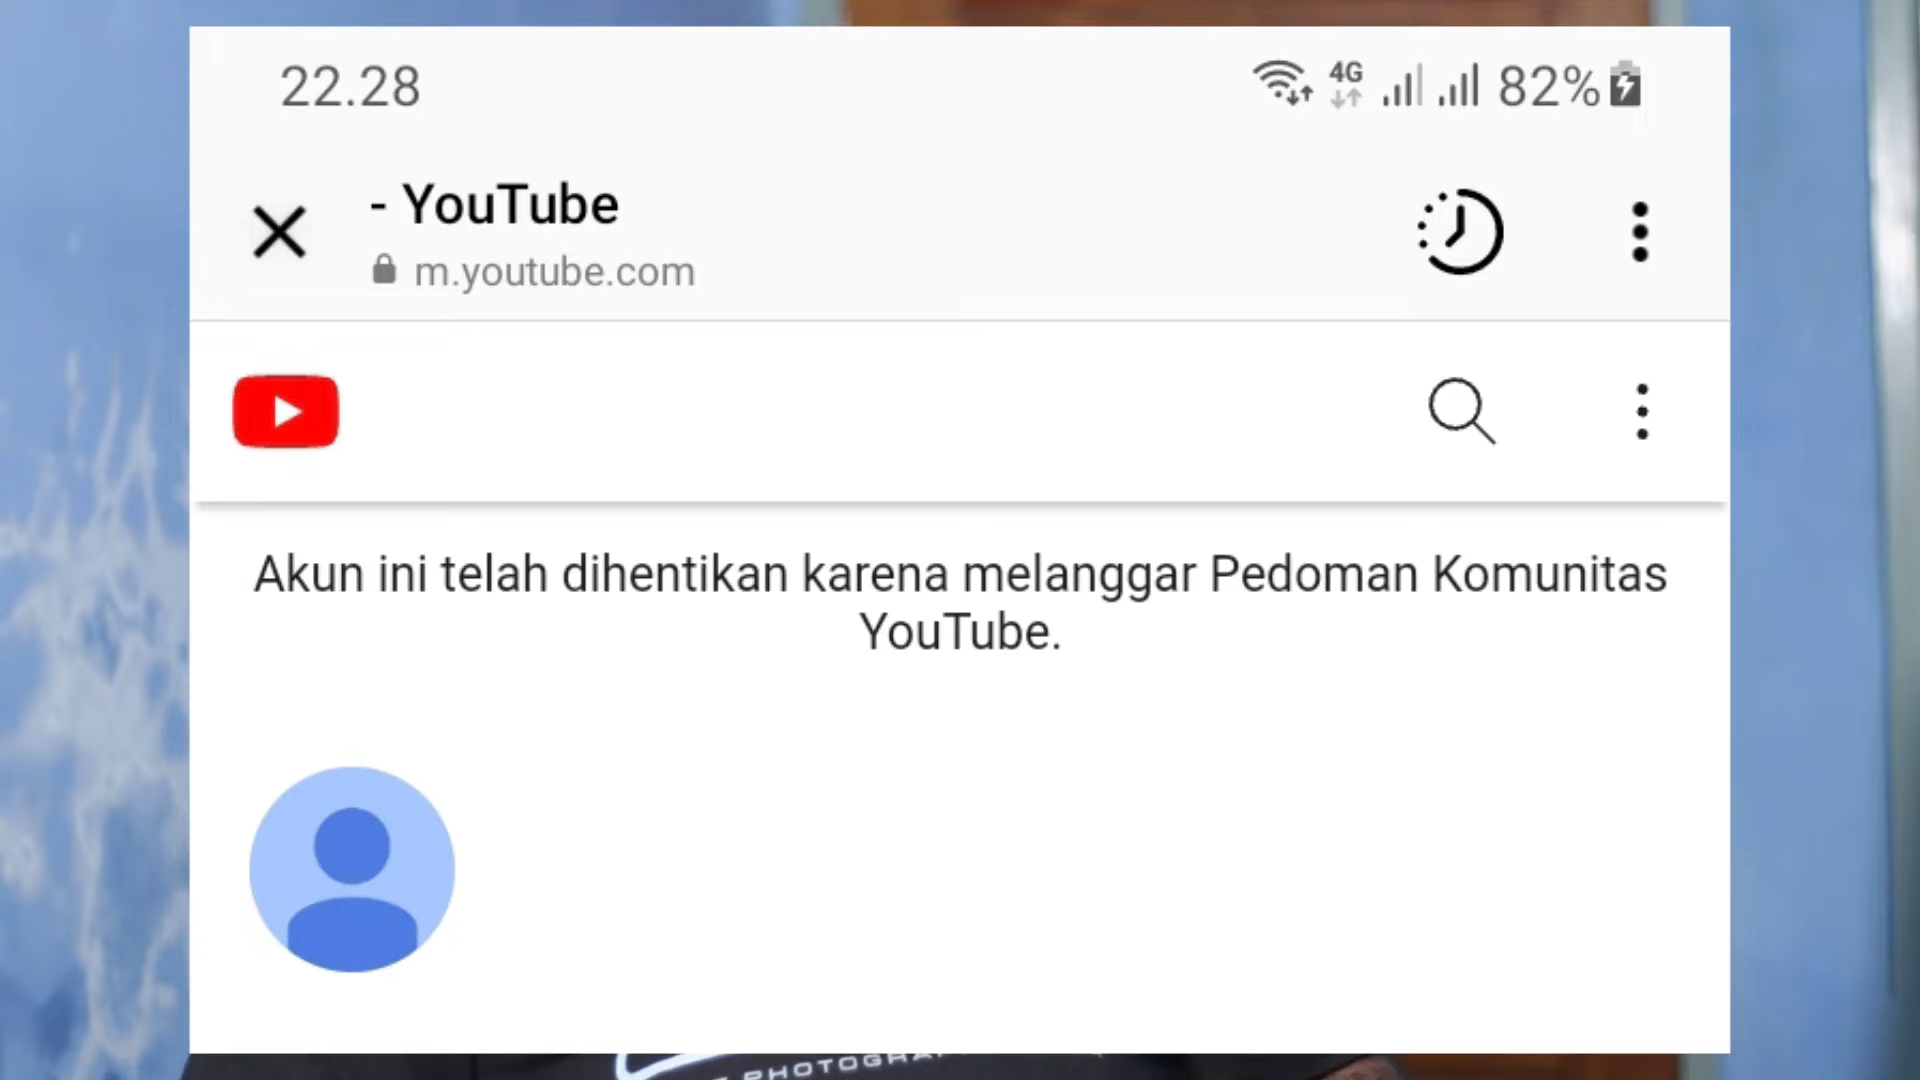 22.28
4G 82%
- YouTube
m.youtube.com
Akun ini telah dihentikan karena melanggar Pedoman Komunitas
YouTube.